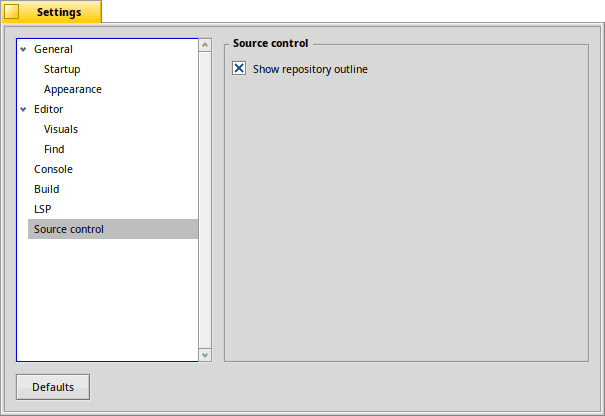 Settings
General
Startup
Appearance
Editor
Visuals
Find
Console
Build
LSP
Source control
Source control
Show repository outline
Defaults